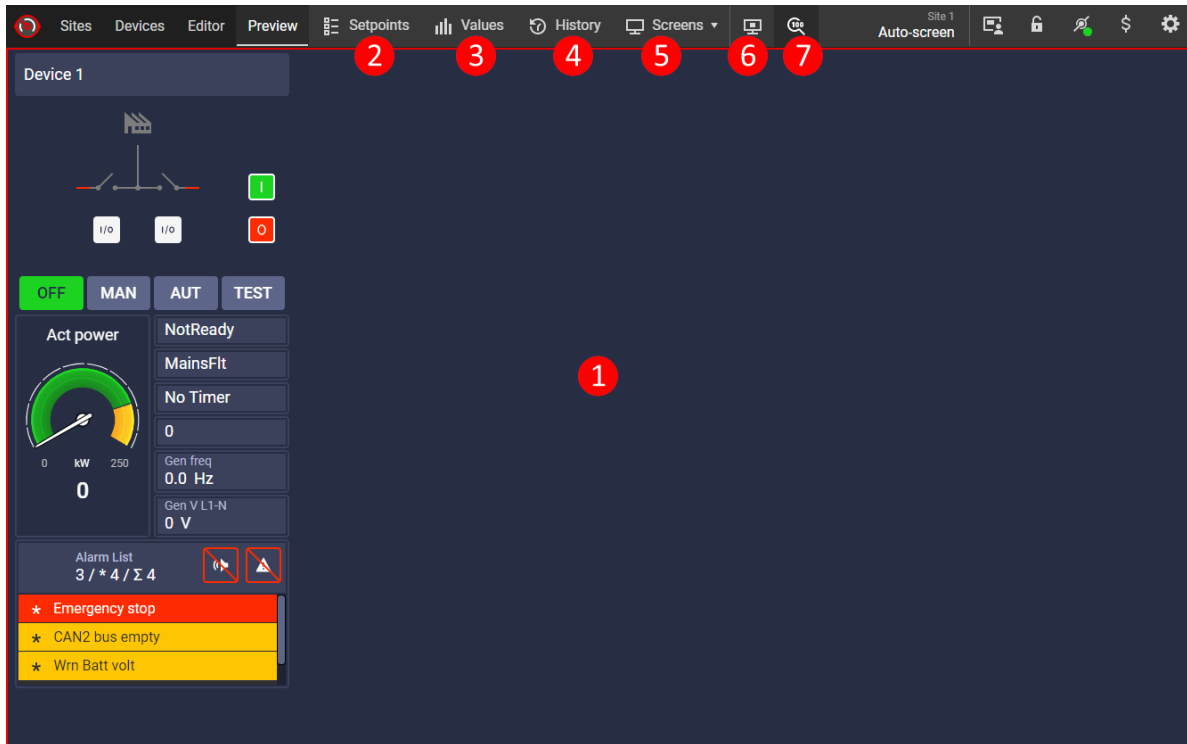 Sites Devices Editor Preview Setpoints Values History Screens 100 Site 1
Auto-screen $
2 3 4 5 6 7
Device 1
I
I/O I/O O
OFF MAN AUT TEST
Act power NotReady
MainsFlt
No Timer
1
0
0 kW 250 Gen freq
0.0 Hz
0
Gen V L1-N
0 V
Alarm List
3 / * 4 / Σ 4
* Emergency stop
* CAN2 bus empty
* Wrn Batt volt